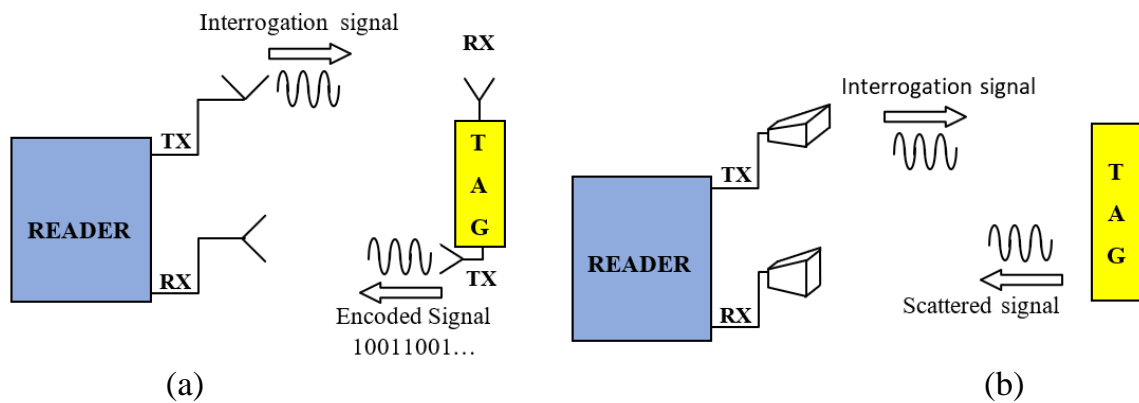 Interrogation signal
RX
TX
T
A
G
READER
RX
TX
Encoded Signal
10011001…
(a)
Interrogation signal
TX
T
A
G
READER
RX
Scattered signal
(b)